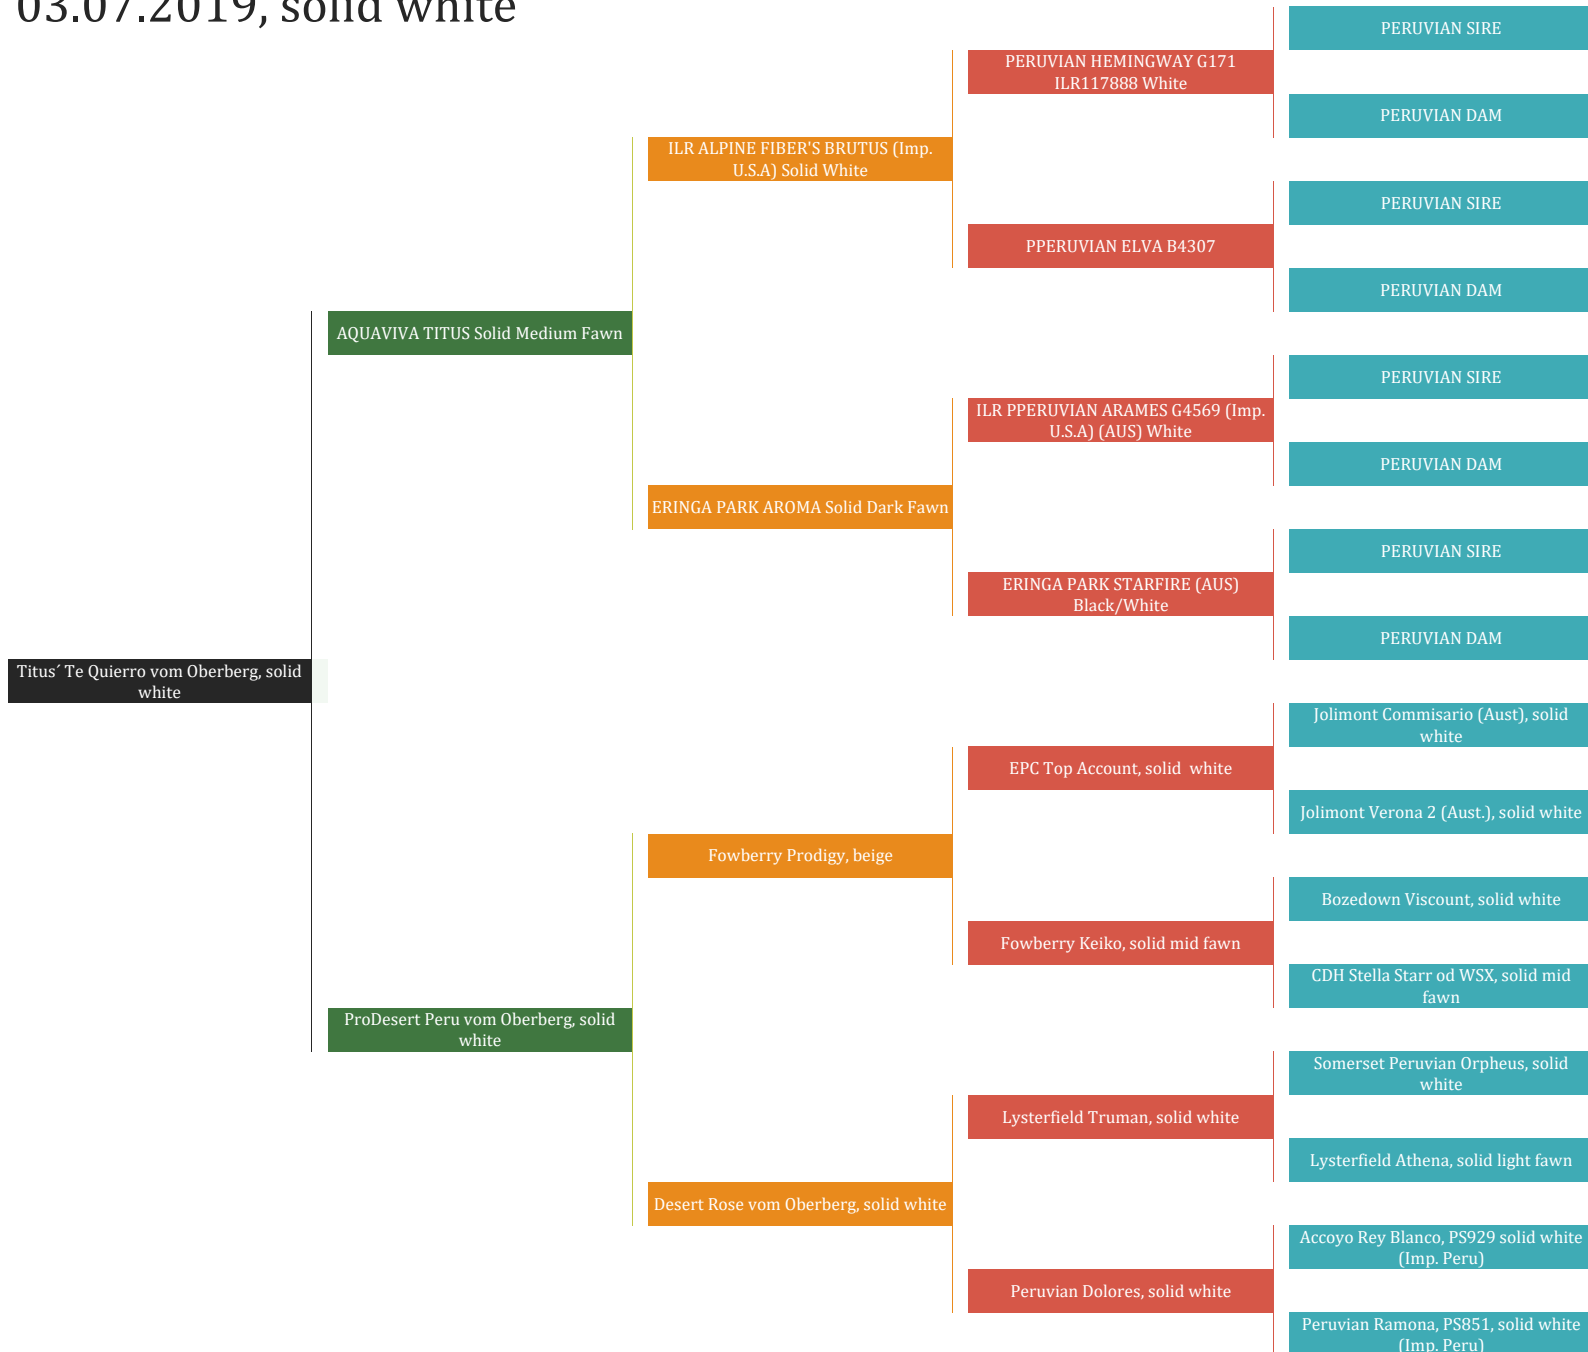 03.07.2019, solid white
PERUVIAN SIRE
PERUVIAN HEMINGWAY G171
ILR117888 White
PERUVIAN DAM
ILR ALPINE FIBER'S BRUTUS (Imp.
U.S.A) Solid White
PERUVIAN SIRE
PPERUVIAN ELVA B4307
PERUVIAN DAM
AQUAVIVA TITUS Solid Medium Fawn
PERUVIAN SIRE
ILR PPERUVIAN ARAMES G4569 (Imp.
U.S.A) (AUS) White
PERUVIAN DAM
ERINGA PARK AROMA Solid Dark Fawn
PERUVIAN SIRE
ERINGA PARK STARFIRE (AUS)
Black/White
PERUVIAN DAM
Titus´ Te Quierro vom Oberberg, solid
white
Jolimont Commisario (Aust), solid
white
EPC Top Account, solid  white
Jolimont Verona 2 (Aust.), solid white
Fowberry Prodigy, beige
Bozedown Viscount, solid white
Fowberry Keiko, solid mid fawn
CDH Stella Starr od WSX, solid mid
fawn
ProDesert Peru vom Oberberg, solid
white
Somerset Peruvian Orpheus, solid
white
Lysterfield Truman, solid white
Lysterfield Athena, solid light fawn
Desert Rose vom Oberberg, solid white
Accoyo Rey Blanco, PS929 solid white
(Imp. Peru)
Peruvian Dolores, solid white
Peruvian Ramona, PS851, solid white
(Imp. Peru)